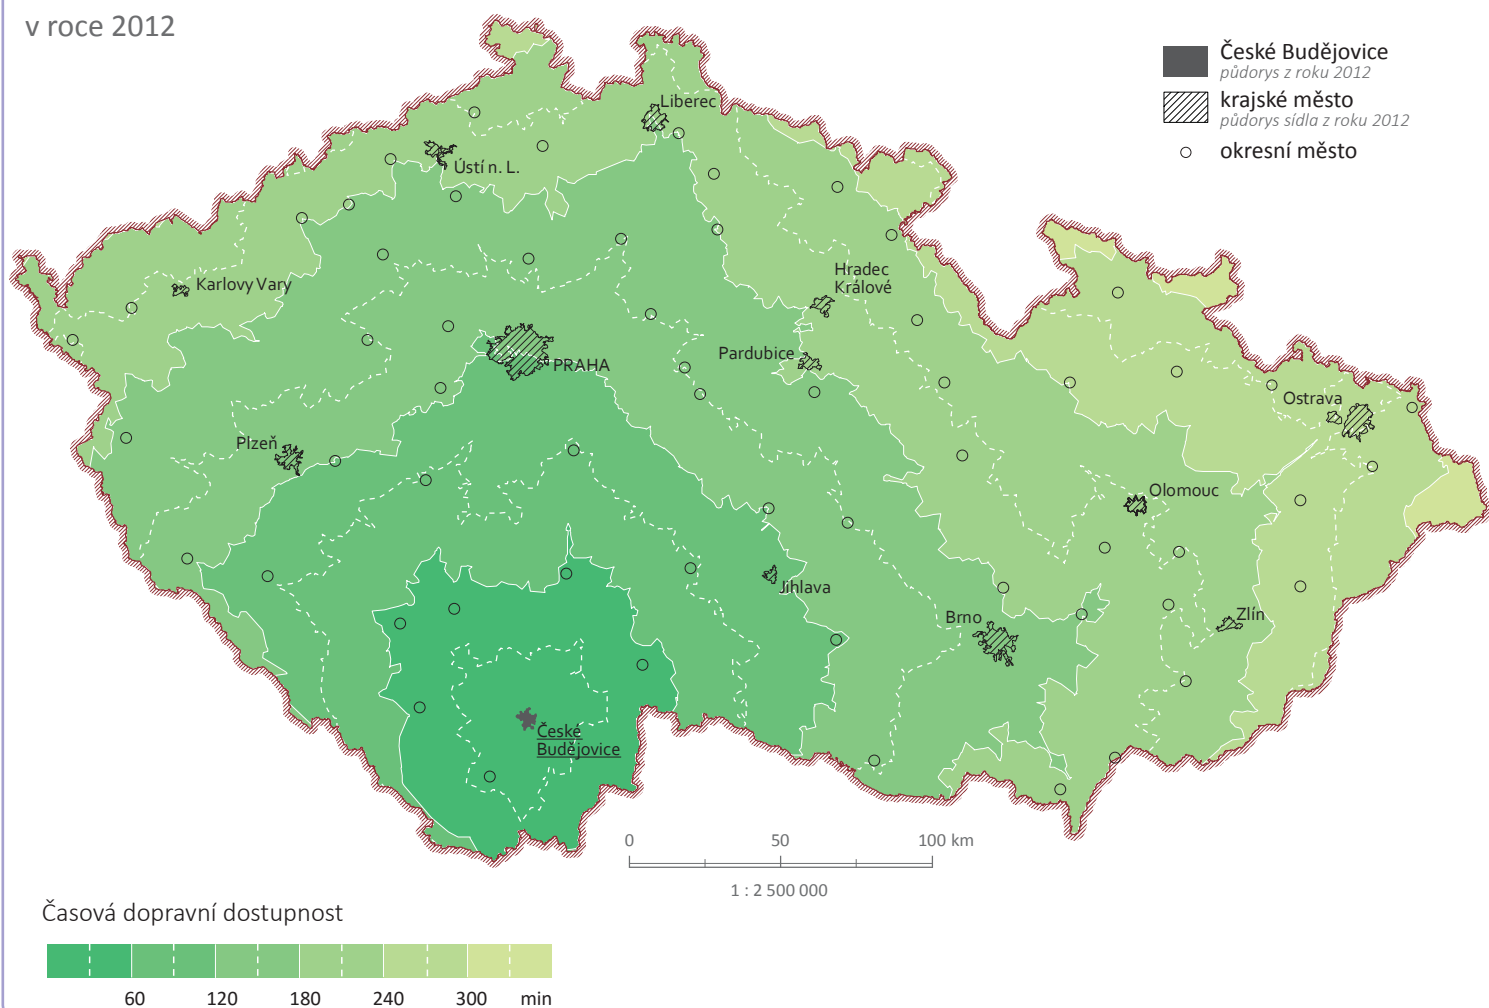 v roce 2012
České Budějovice
půdorys z roku 2012
krajské město
půdorys sídla z roku 2012
okresní město
Liberec
Ústí n. L.
Karlovy Vary
Hradec
Králové
Pardubice
PRAHA
Plzeň
Ostrava
Olomouc
Jihlava
Brno
Zlín
České
Budějovice
0 50 100 km
1 : 2 500 000
Časová dopravní dostupnost
60 120 180 240 300 min